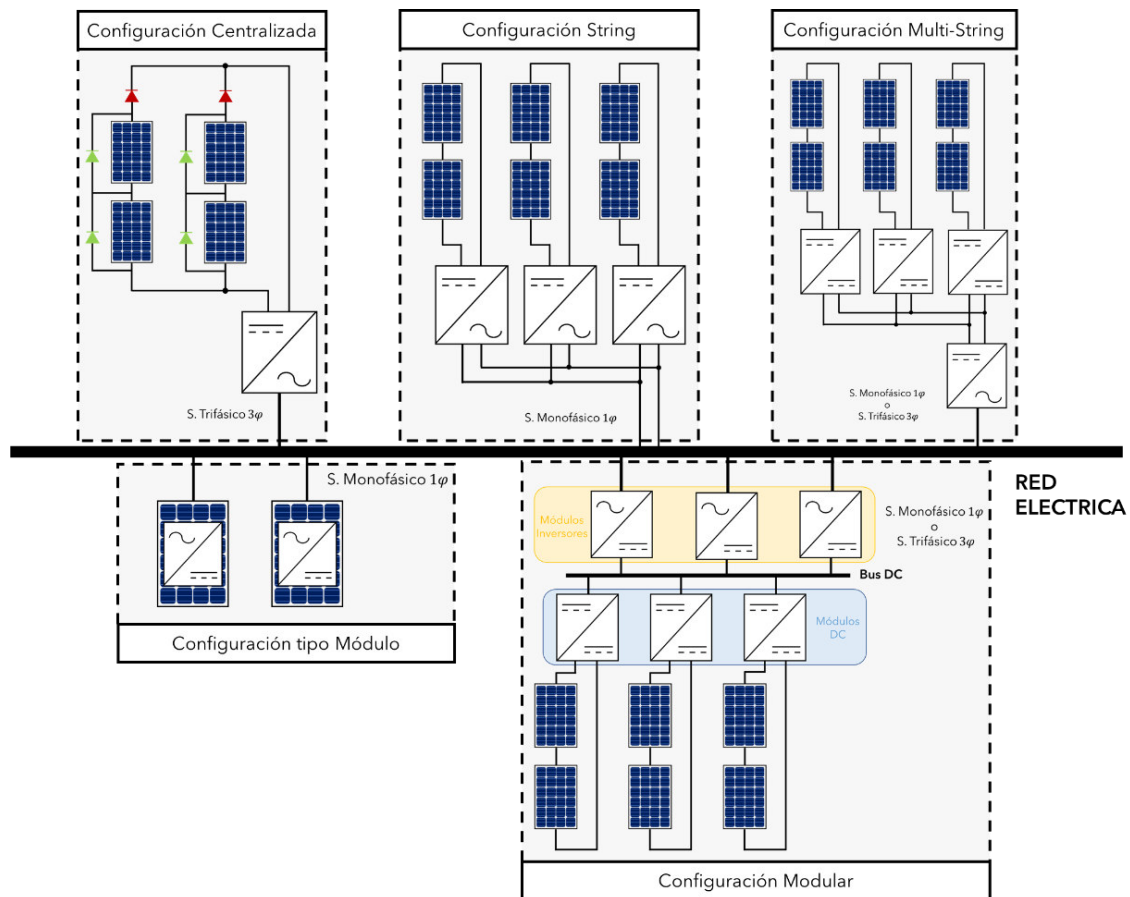 Configuración Centralizada
Configuración String
Configuración Multi-String
S. Trifásico 3φ
S. Monofásico 1φ
S. Monofásico 1φ
o
S. Trifásico 3φ
S. Monofásico 1φ
Configuración tipo Módulo
RED
ELECTRICA
Módulos
Inversores
S. Monofásico 1φ
o
S. Trifásico 3φ
Bus DC
Módulos
DC
Configuración Modular